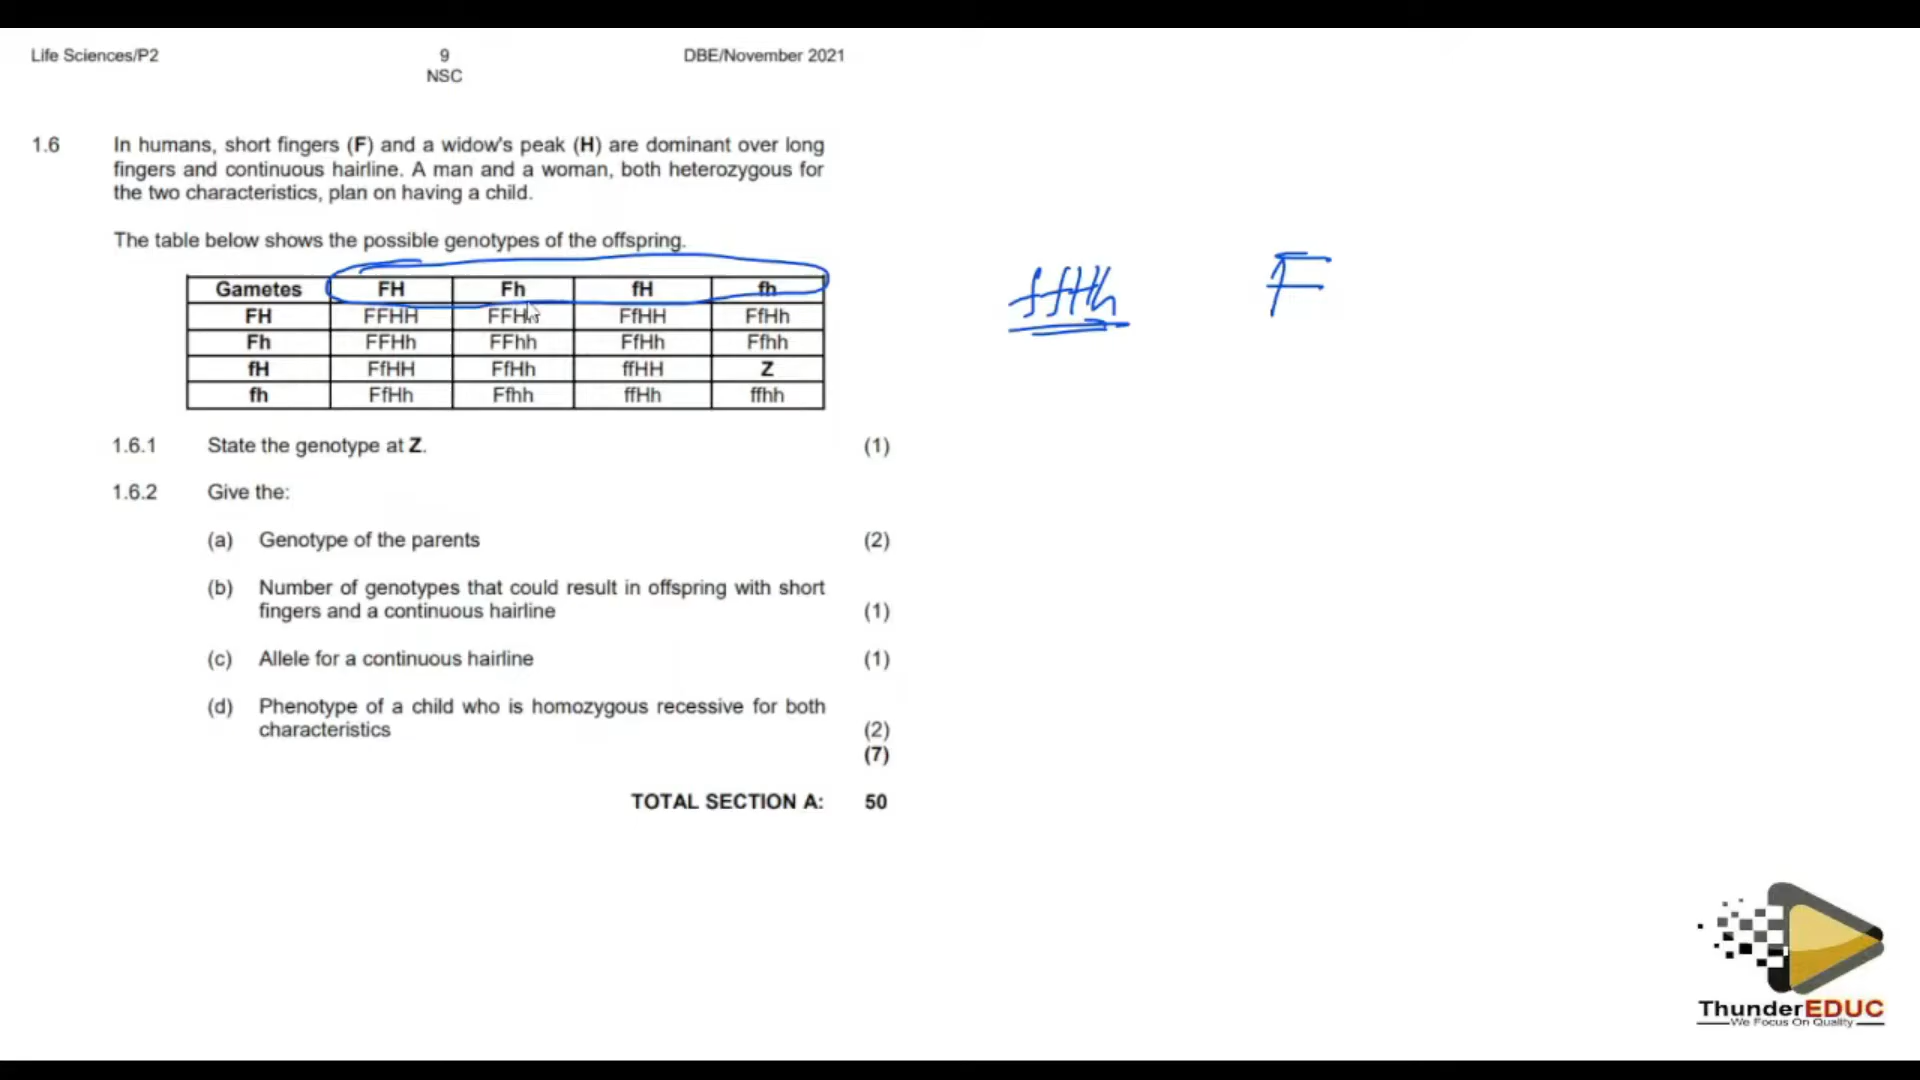 Life Sciences/P2 9 DBE/November 2021
NSC
1.6 In humans, short fingers (F) and a widow's peak (H) are dominant over long
fingers and continuous hairline. A man and a woman, both heterozygous for
the two characteristics, plan on having a child.
The table below shows the possible genotypes of the offspring.
Gametes FH Fh fH fh
FH FFHH FFHh FfHH FfHh
Fh FFHh FFhh FfHh Ffhh
fH FfHH FfHh ffHH Z
fh FfHh Ffhh ffHh ffhh
ffHh F
1.6.1 State the genotype at Z. (1)
1.6.2 Give the:
(a) Genotype of the parents (2)
(b) Number of genotypes that could result in offspring with short
fingers and a continuous hairline (1)
(c) Allele for a continuous hairline (1)
(d) Phenotype of a child who is homozygous recessive for both
characteristics (2)
(7)
TOTAL SECTION A: 50
ThunderEDUC
We Focus On Quality